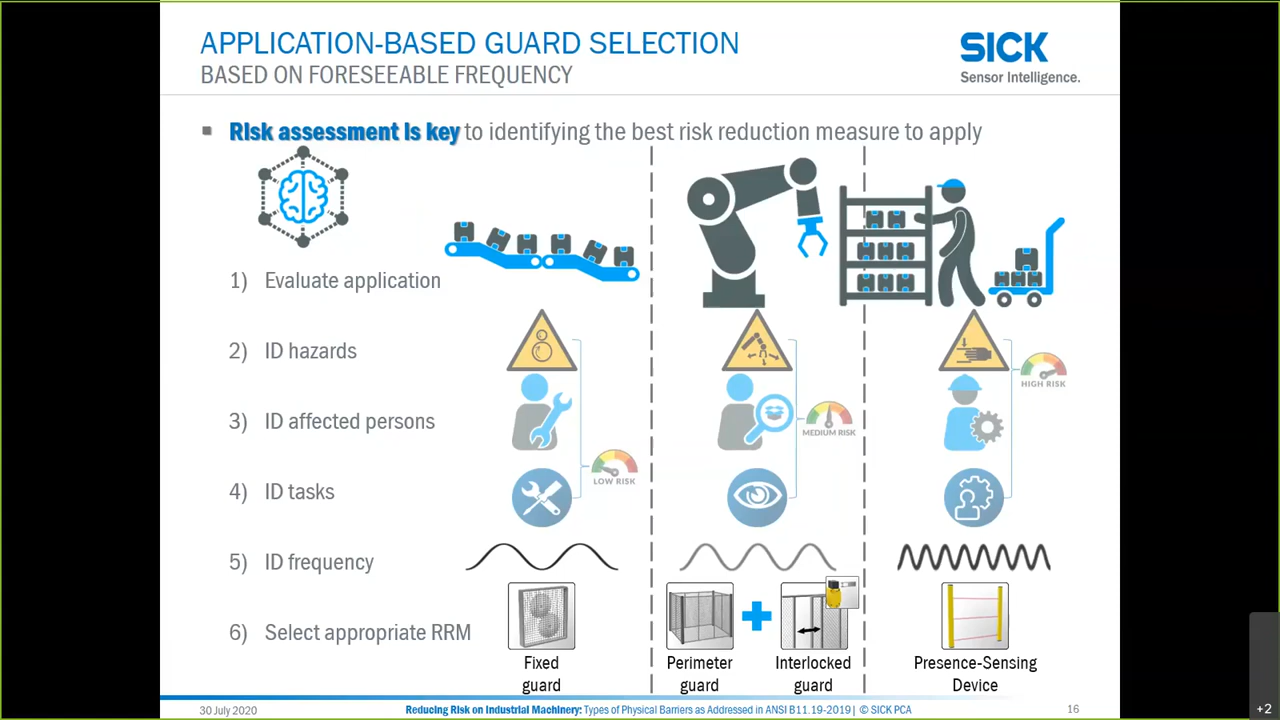 APPLICATION-BASED GUARD SELECTION
BASED ON FORESEEABLE FREQUENCY
SICK
Sensor Intelligence.
▪ Risk assessment is key to identifying the best risk reduction measure to apply
1) Evaluate application
2) ID hazards
HIGH RISK
3) ID affected persons
MEDIUM RISK
LOW RISK
4) ID tasks
5) ID frequency
6) Select appropriate RRM
Fixed guard
Perimeter guard
Interlocked guard
Presence-Sensing Device
30 July 2020
Reducing Risk on Industrial Machinery: Types of Physical Barriers as Addressed in ANSI B11.19-2019| © SICK PCA
16
+2